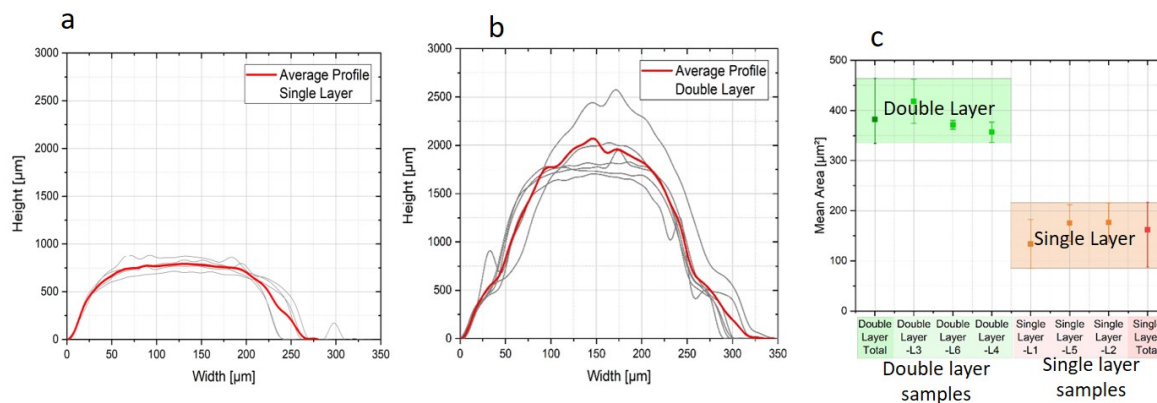 a
3000
2500
2000
1500
1000
500
0
Height [µm]
Average Profile
Single Layer
0 50 100 150 200 250 300 350
Width [µm]
b
3000
2500
2000
1500
1000
500
0
Height [µm]
Average Profile
Double Layer
0 50 100 150 200 250 300 350
Width [µm]
c
500
400
300
200
100
0
Mean Area [µm²]
Double Layer
Single Layer
Double Double Double Double Single Single Single Single
Layer Layer Layer Layer Layer Layer Layer Layer
Total -L3 -L6 -L4 -L1 -L5 -L2 Total
Double layer
samples
Single layer
samples